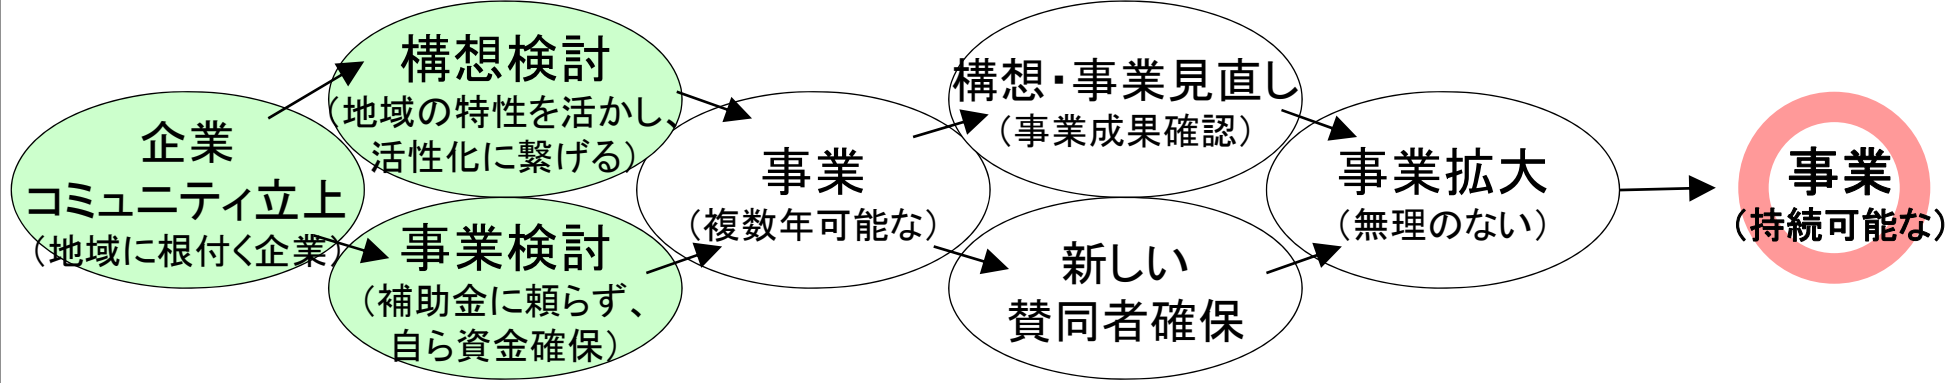 企業
コミュニティ立上
（地域に根付く企業）
構想検討
（地域の特性を活かし、
活性化に繋げる）
事業検討
（補助金に頼らず、
自ら資金確保）
事業
（複数年可能な）
構想・事業見直し
（事業成果確認）
新しい
賛同者確保
事業拡大
（無理のない）
事業
（持続可能な）